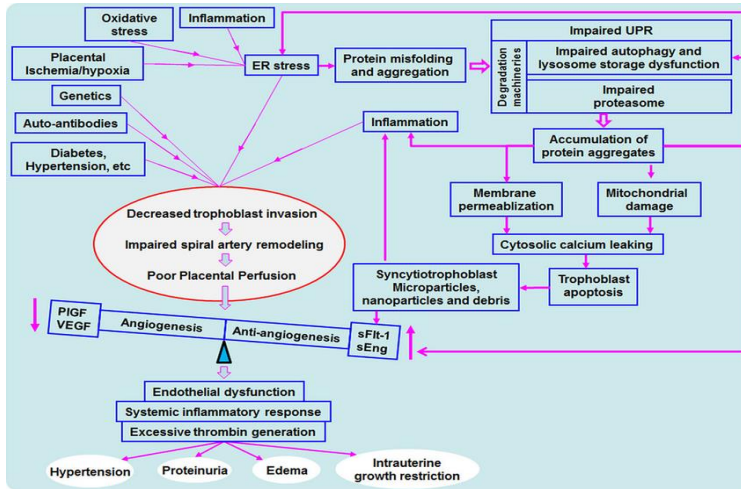 Oxidative
stress
Inflammation
Placental
Ischemia/hypoxia
ER stress
Protein misfolding
and aggregation
Degradation
machineries
Impaired UPR
Impaired autophagy and
lysosome storage dysfunction
Impaired
proteasome
Genetics
Auto-antibodies
Diabetes,
Hypertension, etc
Inflammation
Accumulation of
protein aggregates
Membrane
permeablization
Mitochondrial
damage
Cytosolic calcium leaking
Trophoblast
apoptosis
Syncytiotrophoblast
Microparticles,
nanoparticles and debris
Decreased trophoblast invasion
Impaired spiral artery remodeling
Poor Placental Perfusion
PlGF
VEGF
Angiogenesis
Anti-angiogenesis
sFlt-1
sEng
Endothelial dysfunction
Systemic inflammatory response
Excessive thrombin generation
Hypertension
Proteinuria
Edema
Intrauterine
growth restriction